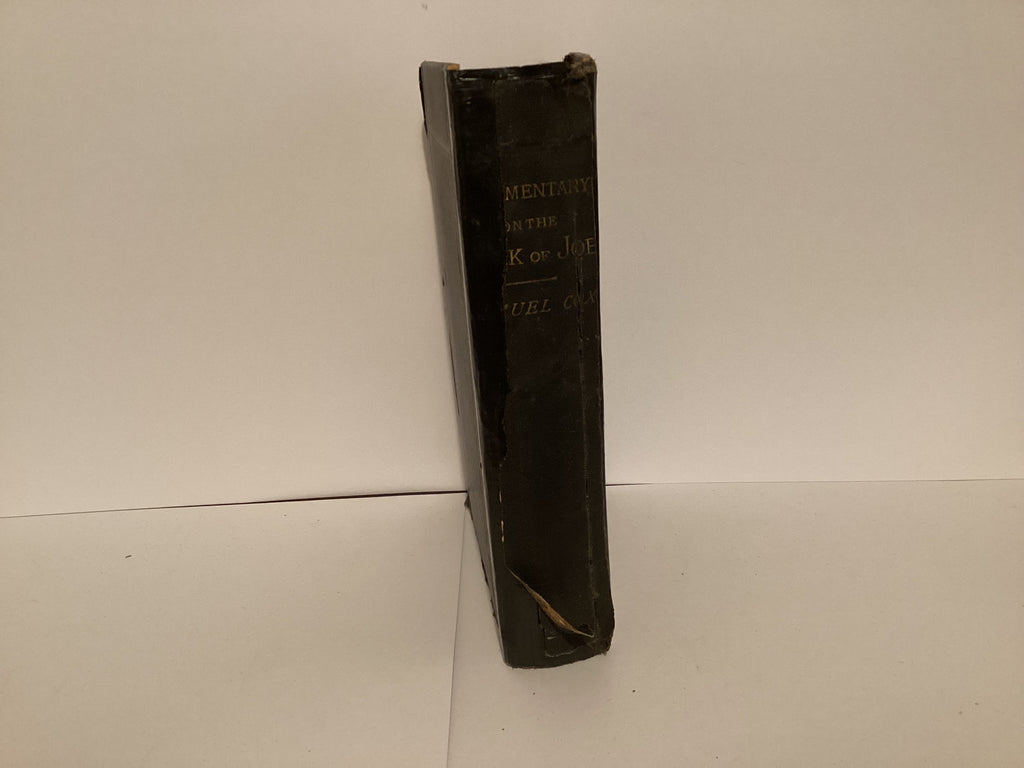 MENTARY
ON THE
K OF JOB
UEL COX